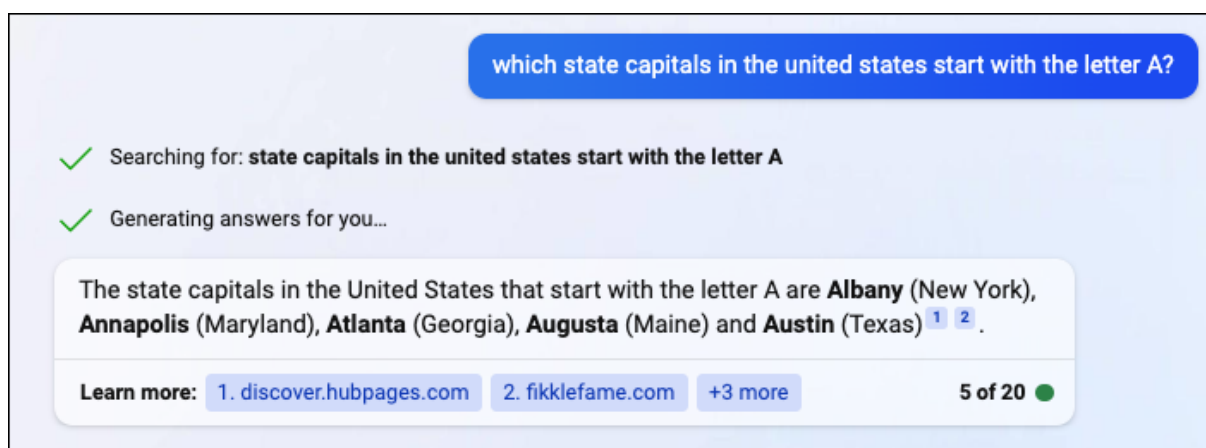 which state capitals in the united states start with the letter A?
Searching for: state capitals in the united states start with the letter A
Generating answers for you...
The state capitals in the United States that start with the letter A are Albany (New York),
Annapolis (Maryland), Atlanta (Georgia), Augusta (Maine) and Austin (Texas) 1 2 .
Learn more: 1. discover.hubpages.com 2. fikklefame.com +3 more 5 of 20